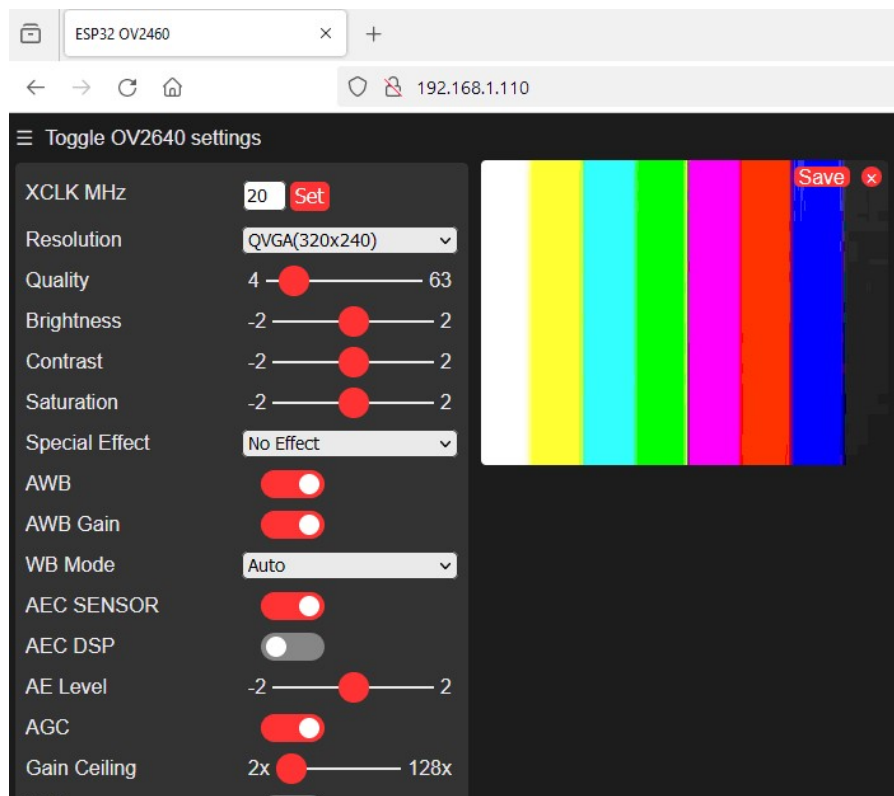 ESP32 OV2460
192.168.1.110
☰ Toggle OV2640 settings
XCLK MHz 20 Set
Resolution QVGA(320x240)
Quality 4 63
Brightness -2 2
Contrast -2 2
Saturation -2 2
Special Effect No Effect
AWB
AWB Gain
WB Mode Auto
AEC SENSOR
AEC DSP
AE Level -2 2
AGC
Gain Ceiling 2x 128x
Save ×